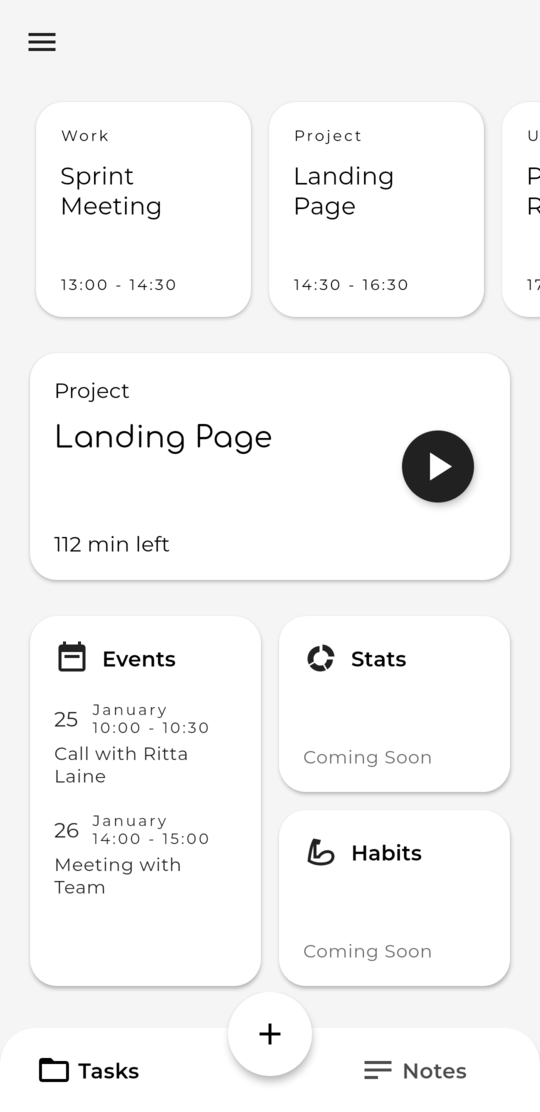 Work
Sprint
Meeting
13:00 - 14:30
Project
Landing
Page
14:30 - 16:30
Project
Landing Page
112 min left
Events
25 January
10:00 - 10:30
Call with Ritta
Laine
26 January
14:00 - 15:00
Meeting with
Team
Stats
Coming Soon
Habits
Coming Soon
Tasks
Notes